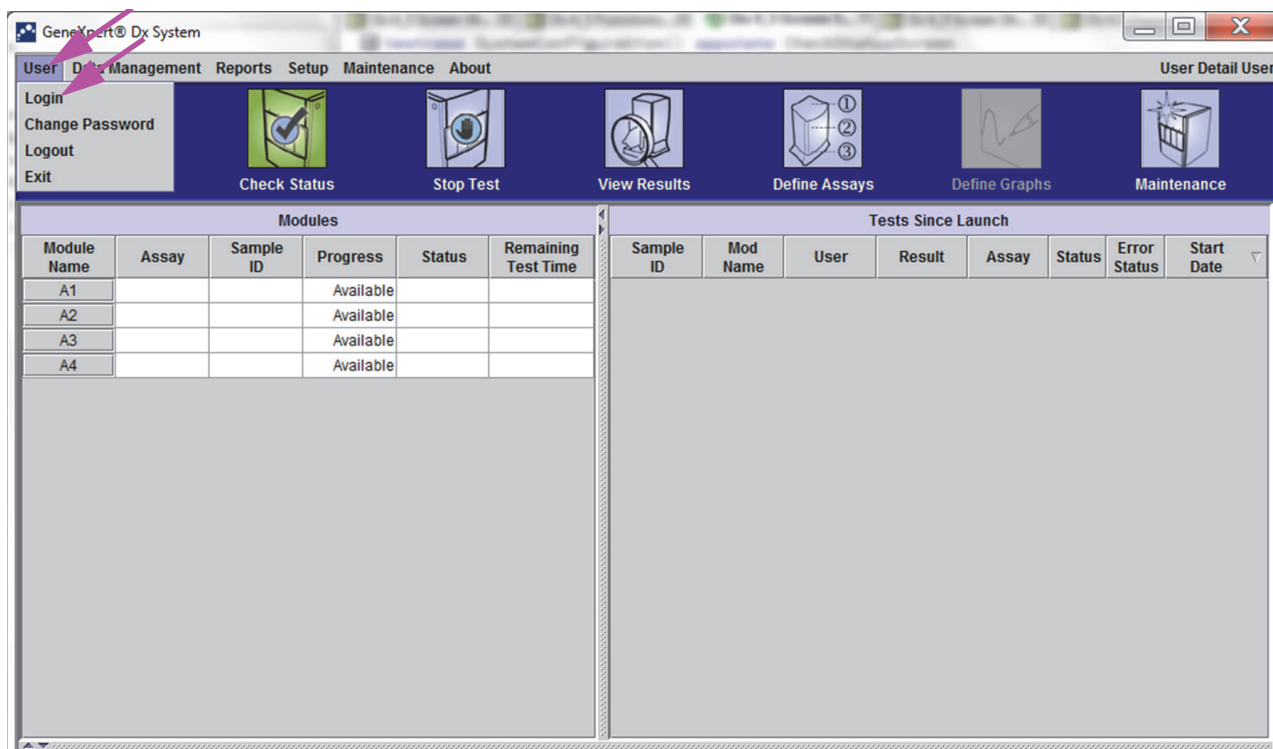 GeneXpert® Dx System
User Data Management Reports Setup Maintenance About User Detail User
Login
Change Password
Logout
Exit
Check Status Stop Test View Results Define Assays Define Graphs Maintenance
① ② ③
Modules Tests Since Launch
Module Name Assay Sample ID Progress Status Remaining Test Time Sample ID Mod Name User Result Assay Status Error Status Start Date
A1 Available
A2 Available
A3 Available
A4 Available